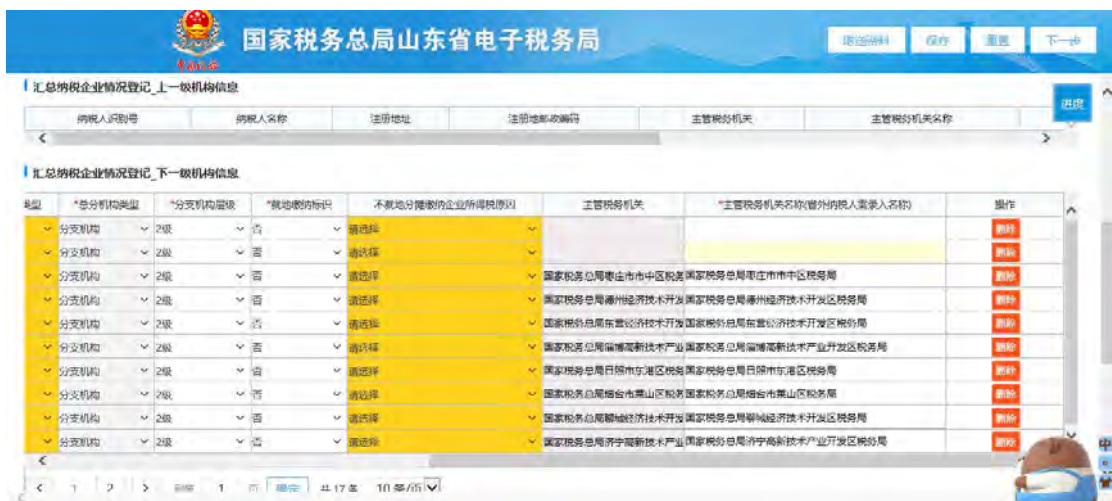 国家税务总局山东省电子税务局
保存 重置 下一步
汇总纳税企业情况登记_上一级机构信息
进度
纳税人识别号 纳税人名称 注册地址 注册地邮政编码 主管税务机关 主管税务机关名称
汇总纳税企业情况登记_下一级机构信息
*总分机构类型 *分支机构层级 *就地缴纳标识 不就地分摊缴纳企业所得税原因 主管税务机关 *主管税务机关名称(省外纳税人需录入名称) 操作
分支机构 2级 否 请选择 删除
分支机构 2级 否 请选择 删除
分支机构 2级 否 请选择 国家税务总局枣庄市市中区税务 国家税务总局枣庄市市中区税务局 删除
分支机构 2级 否 请选择 国家税务总局德州经济技术开发 国家税务总局德州经济技术开发区税务局 删除
分支机构 2级 否 请选择 国家税务总局东营经济技术开发 国家税务总局东营经济技术开发区税务局 删除
分支机构 2级 否 请选择 国家税务总局淄博高新技术产业 国家税务总局淄博高新技术产业开发区税务局 删除
分支机构 2级 否 请选择 国家税务总局日照市东港区税务 国家税务总局日照市东港区税务局 删除
分支机构 2级 否 请选择 国家税务总局烟台市莱山区税务 国家税务总局烟台市莱山区税务局 删除
分支机构 2级 否 请选择 国家税务总局聊城经济技术开发 国家税务总局聊城经济技术开发区税务局 删除
分支机构 2级 否 请选择 国家税务总局济宁高新技术产业 国家税务总局济宁高新技术产业开发区税务局 删除
1 2 到第 1 页 确定 共17条 10条/页
中